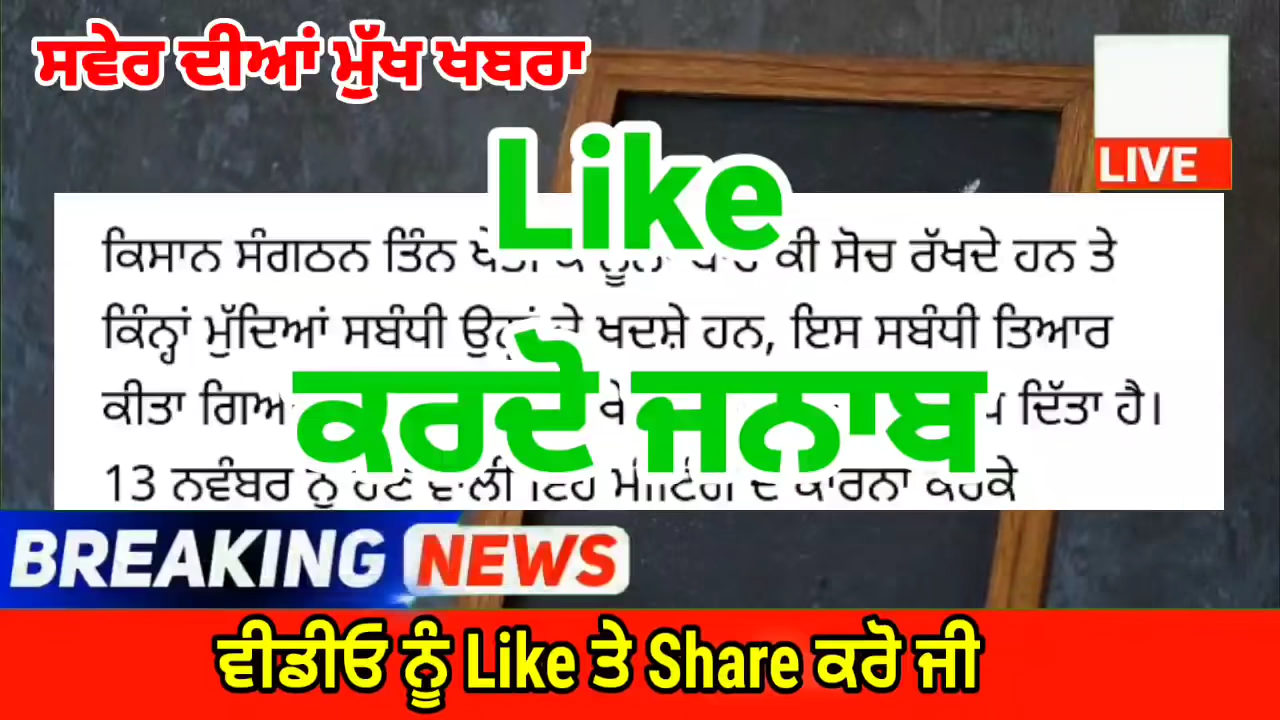 ਸਵੇਰ ਦੀਆਂ ਮੁੱਖ ਖਬਰਾ
LIVE
Like
ਕਿਸਾਨ ਸੰਗਠਨ ਤਿੰਨ ਕੀ ਸੋਚ ਰੱਖਦੇ ਹਨ ਤੇ
ਕਿੰਨ੍ਹਾਂ ਮੁੱਦਿਆਂ ਸਬੰਧੀ ਖਦਸ਼ੇ ਹਨ, ਇਸ ਸਬੰਧੀ ਤਿਆਰ
ਕਰਦੋ ਜਨਾਬ
ਕੀਤਾ ਦਿੱਤਾ ਹੈ।
13 ਨਵੰਬਰ
BREAKING NEWS
ਵੀਡੀਓ ਨੂੰ Like ਤੇ Share ਕਰੋ ਜੀ